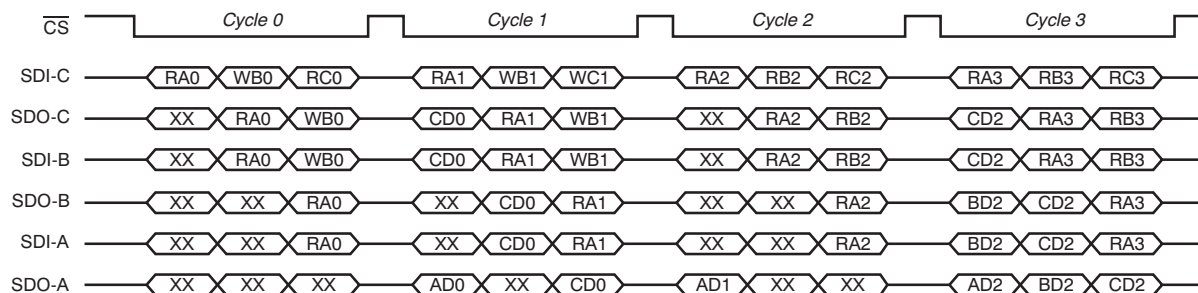 CS Cycle 0 Cycle 1 Cycle 2 Cycle 3
SDI-C RA0 WB0 RC0 RA1 WB1 WC1 RA2 RB2 RC2 RA3 RB3 RC3
SDO-C XX RA0 WB0 CD0 RA1 WB1 XX RA2 RB2 CD2 RA3 RB3
SDI-B XX RA0 WB0 CD0 RA1 WB1 XX RA2 RB2 CD2 RA3 RB3
SDO-B XX XX RA0 XX CD0 RA1 XX XX RA2 BD2 CD2 RA3
SDI-A XX XX RA0 XX CD0 RA1 XX XX RA2 BD2 CD2 RA3
SDO-A XX XX XX AD0 XX CD0 AD1 XX XX AD2 BD2 CD2